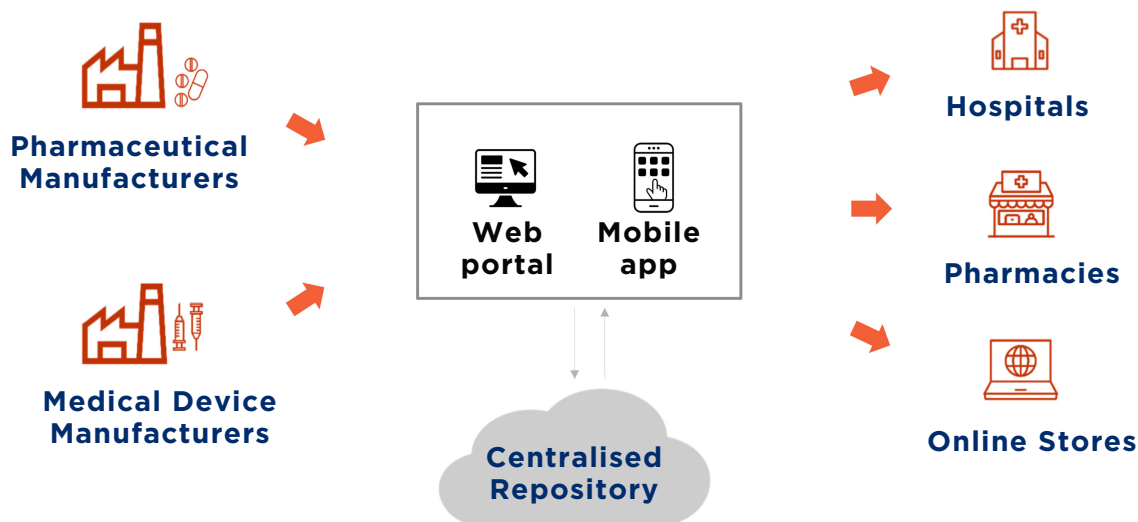 Pharmaceutical
Manufacturers
Medical Device
Manufacturers
Web
portal
Mobile
app
Centralised
Repository
Hospitals
Pharmacies
Online Stores